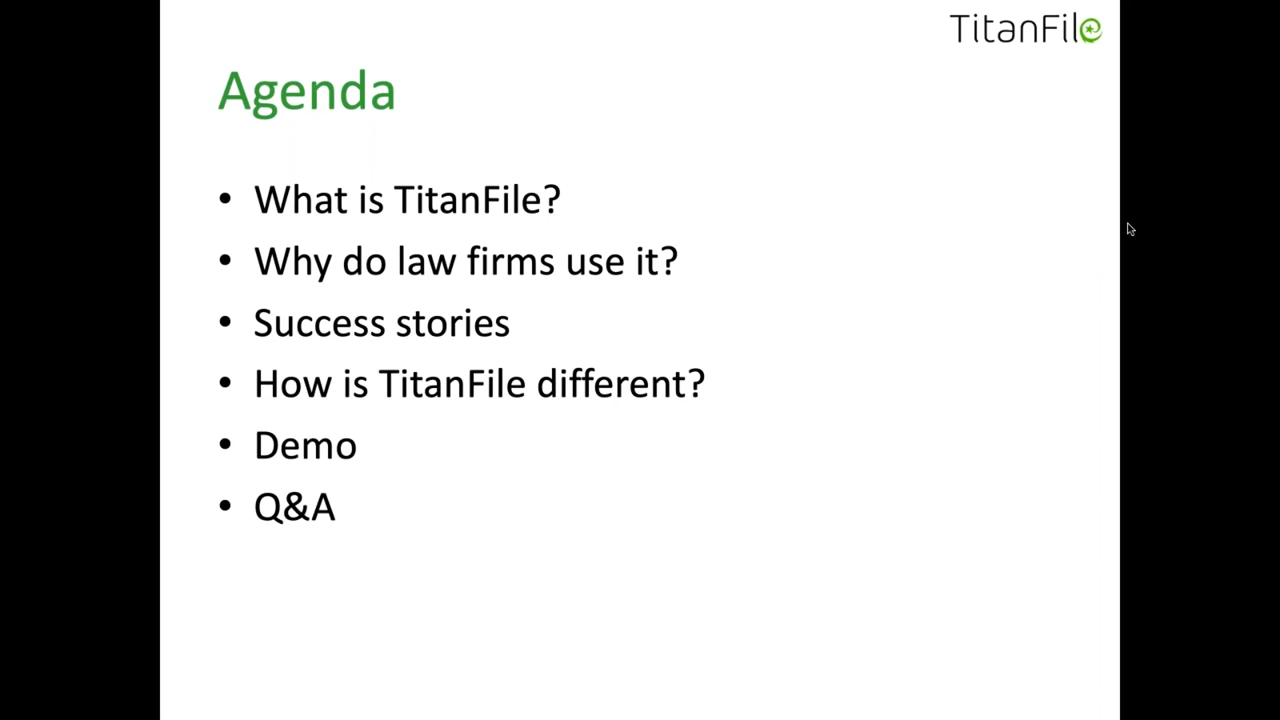 TitanFile
Agenda
• What is TitanFile?
• Why do law firms use it?
• Success stories
• How is TitanFile different?
• Demo
• Q&A